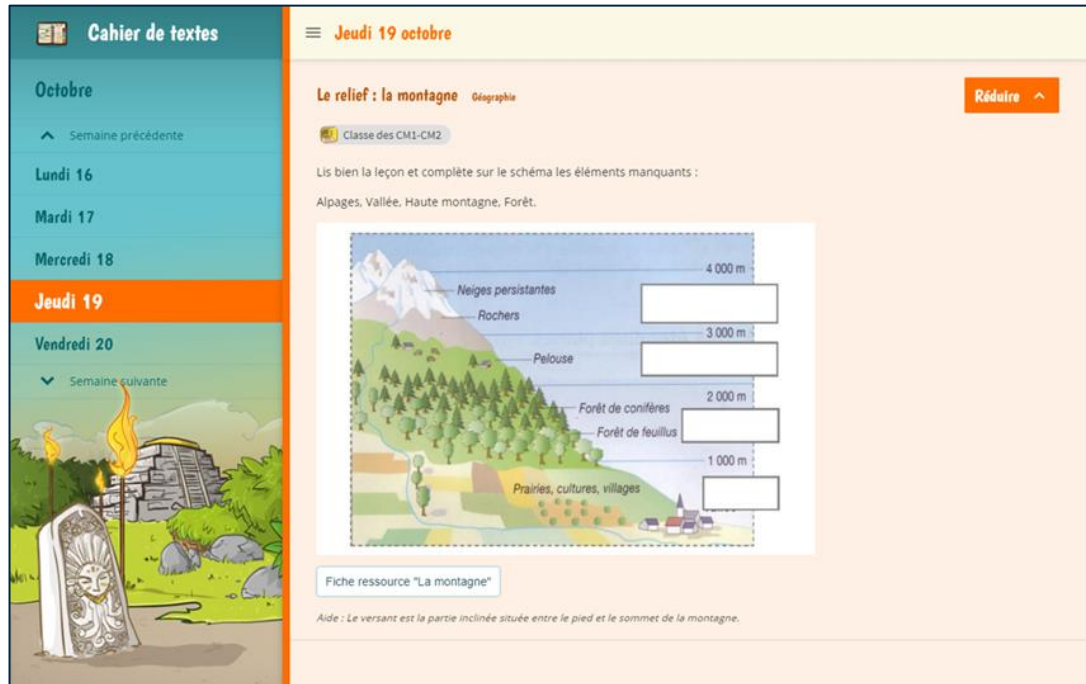 Cahier de textes
Octobre
Semaine précédente
Lundi 16
Mardi 17
Mercredi 18
Jeudi 19
Vendredi 20
Semaine suivante
Jeudi 19 octobre
Le relief : la montagne Géographie
Réduire
Classe des CM1-CM2
Lis bien la leçon et complète sur le schéma les éléments manquants :
Alpages, Vallée, Haute montagne, Forêt.
4 000 m
Neiges persistantes
Rochers
3 000 m
Pelouse
2 000 m
Forêt de conifères
Forêt de feuillus
1 000 m
Prairies, cultures, villages
Fiche ressource "La montagne"
Aide : Le versant est la partie inclinée située entre le pied et le sommet de la montagne.